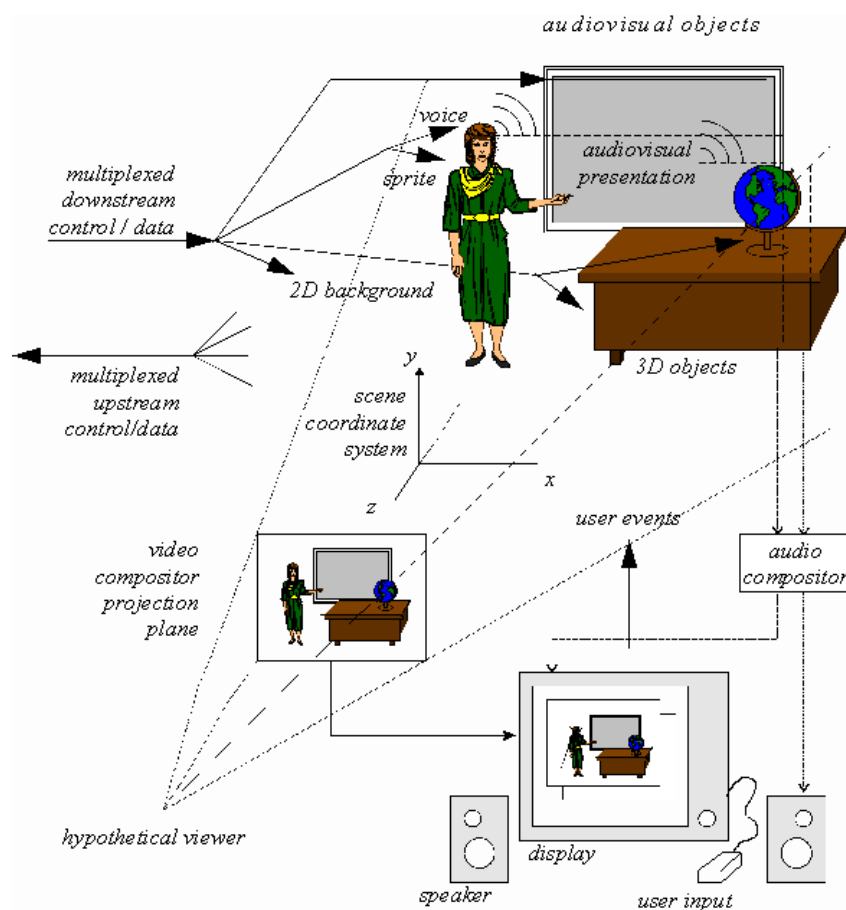 audiovisual objects
voice
sprite
audiovisual
presentation
multiplexed
downstream
control / data
2D background
multiplexed
upstream
control/data
y
scene
coordinate
system
x
z
3D objects
user events
video
compositor
projection
plane
audio
compositor
hypothetical viewer
display
speaker
user input